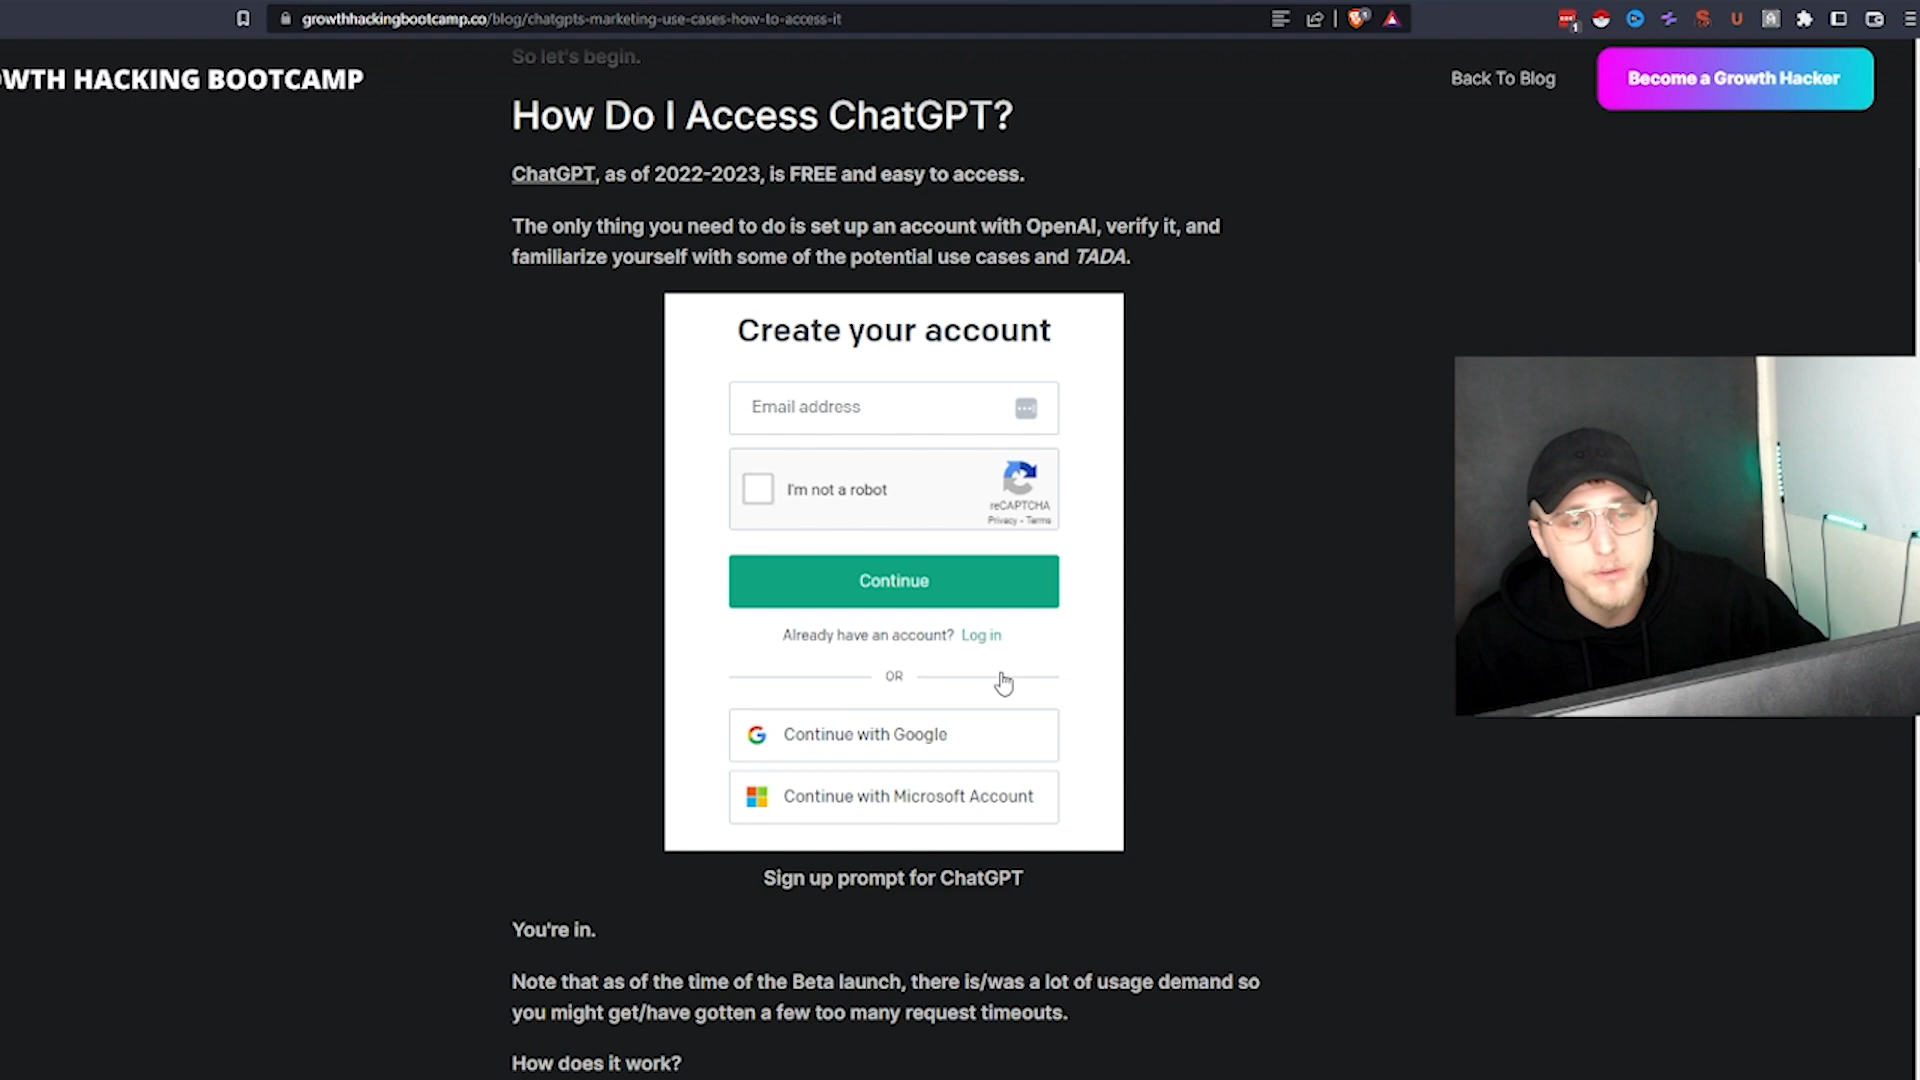 growthhackingbootcamp.co/blog/chatgpts-marketing-use-cases-how-to-access-it
1
1
So let's begin.
OWTH HACKING BOOTCAMP
Back To Blog
Become a Growth Hacker
How Do I Access ChatGPT?
ChatGPT, as of 2022-2023, is FREE and easy to access.
The only thing you need to do is set up an account with OpenAI, verify it, and
familiarize yourself with some of the potential use cases and TADA.
Create your account
Email address
I'm not a robot
reCAPTCHA
Privacy - Terms
Continue
Already have an account? Log in
OR
Continue with Google
Continue with Microsoft Account
Sign up prompt for ChatGPT
You're in.
Note that as of the time of the Beta launch, there is/was a lot of usage demand so
you might get/have gotten a few too many request timeouts.
How does it work?